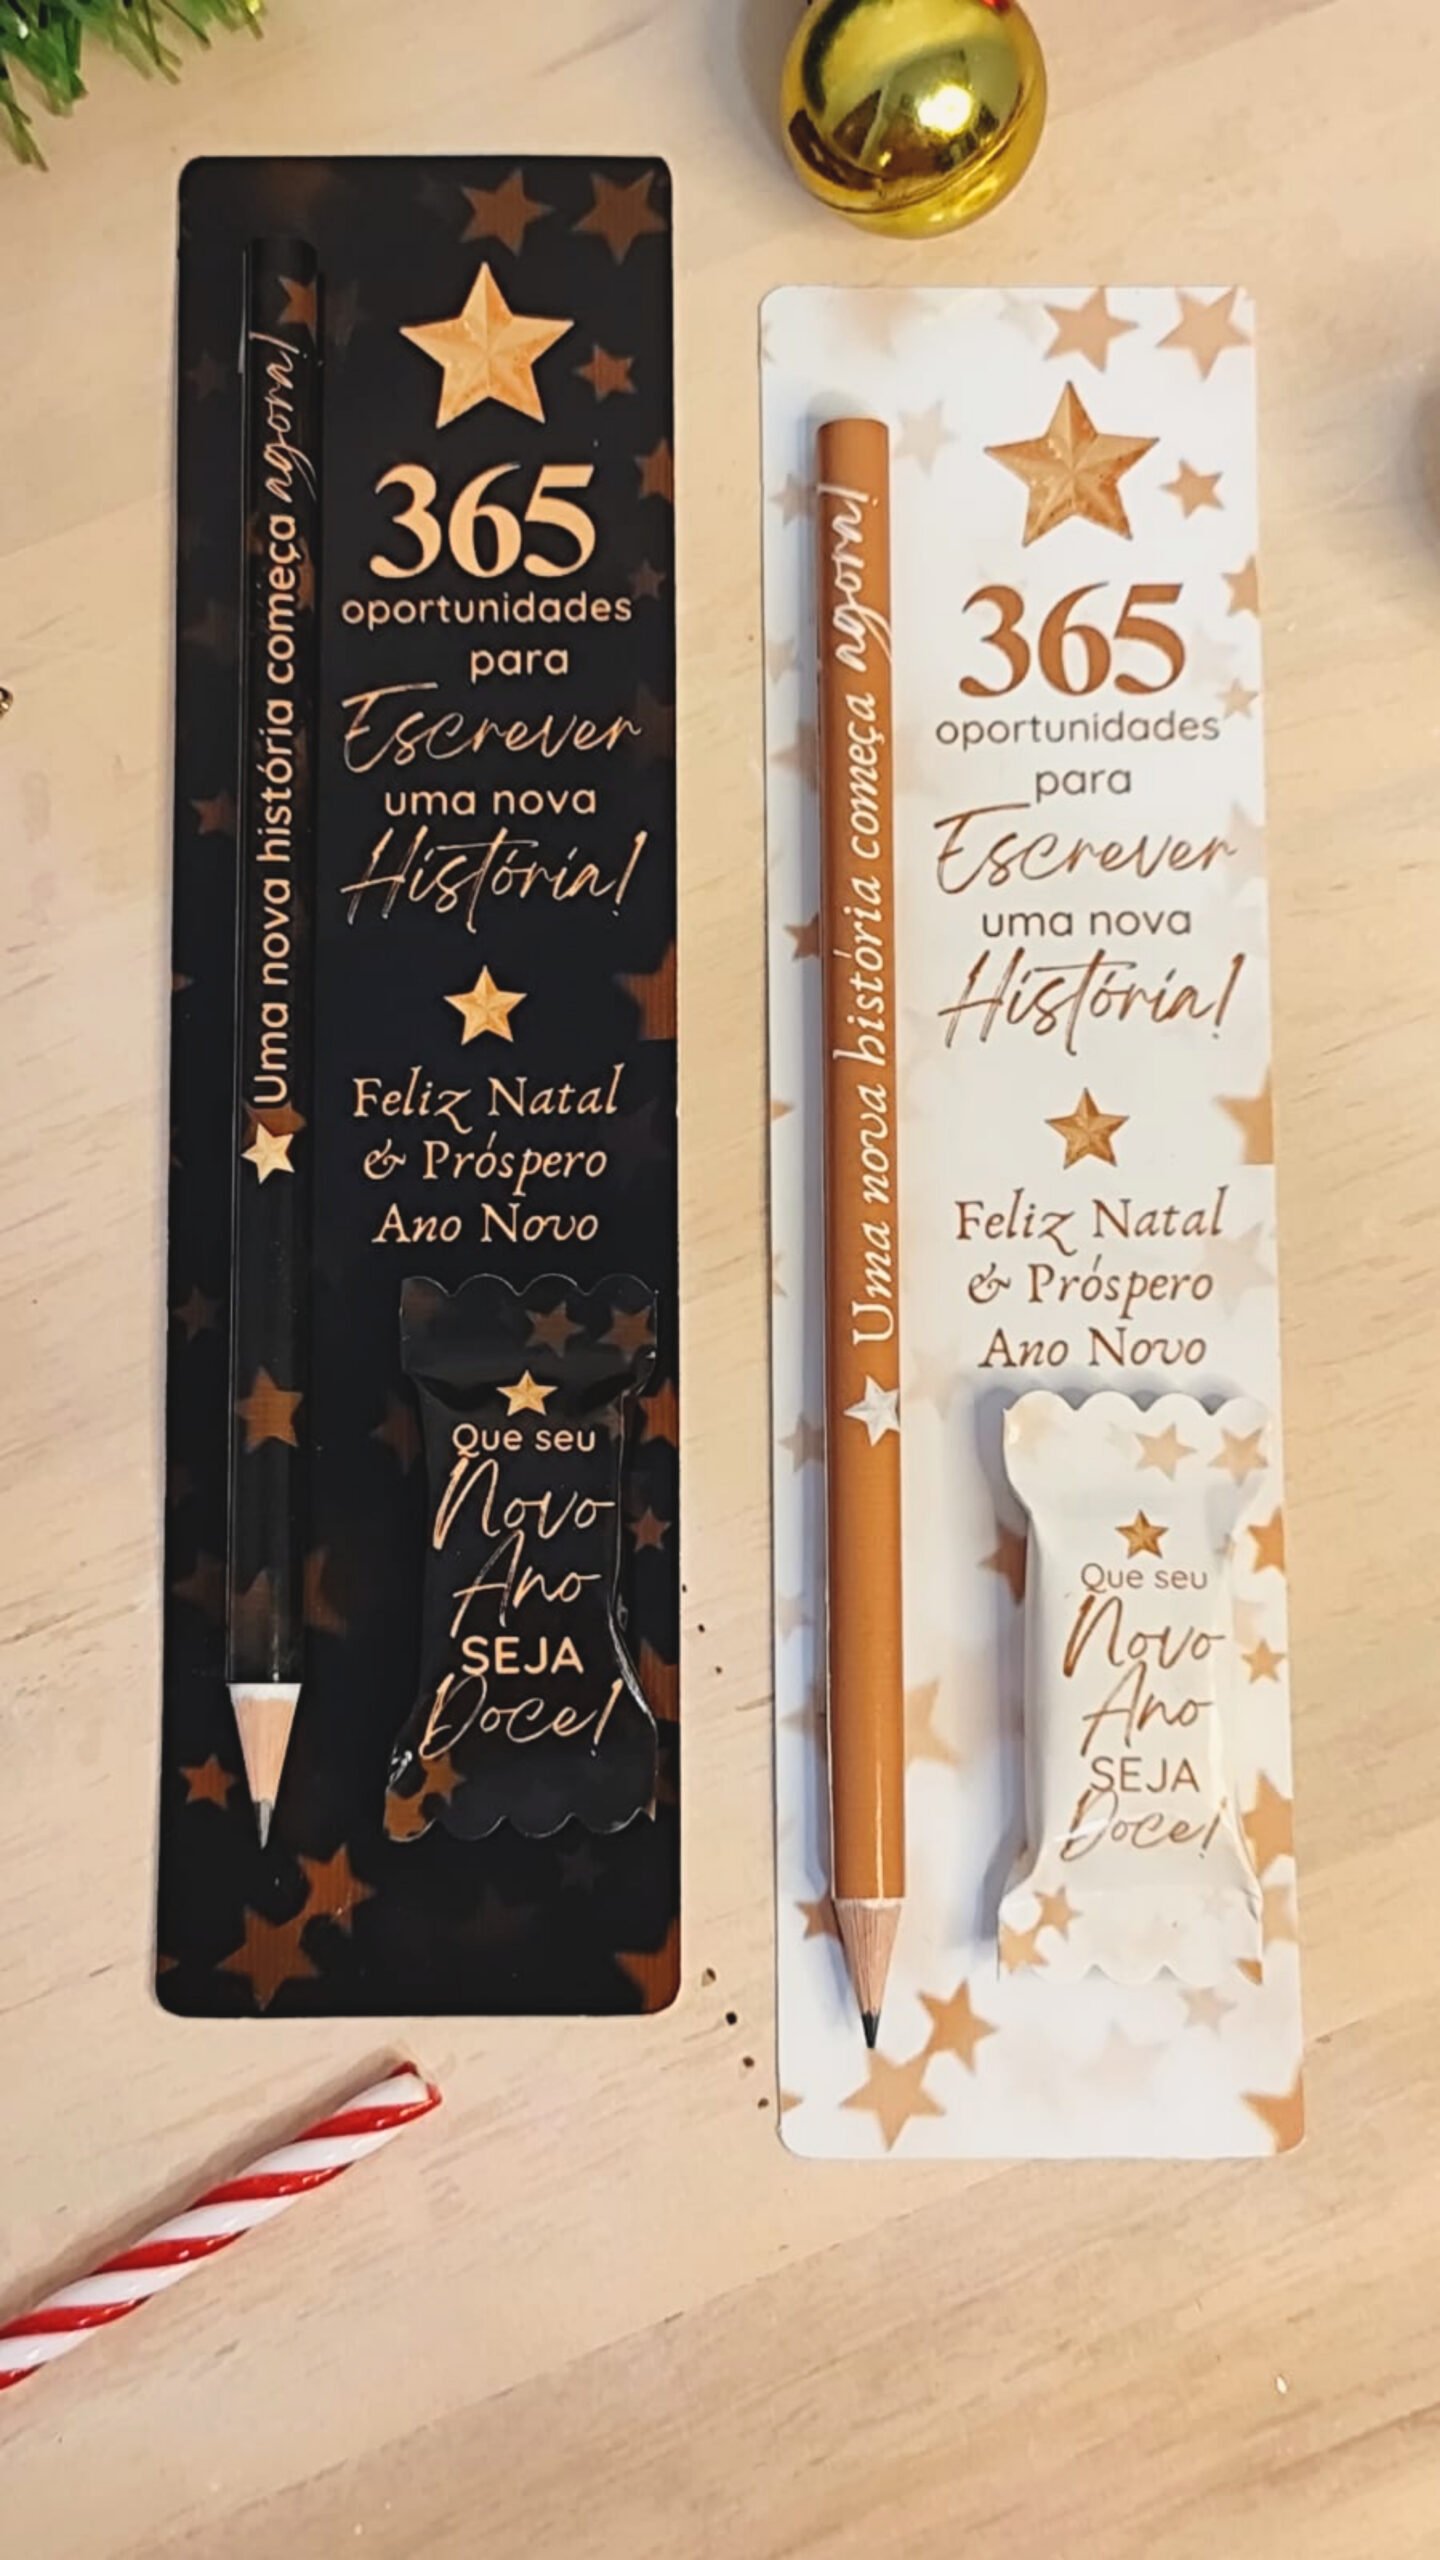 Uma nova história começa agora!
365
oportunidades
para
Escrever
uma nova
História!
Feliz Natal
& Próspero
Ano Novo
Que seu
Novo
Ano
SEJA
Doce!
Uma nova história começa agora!
365
oportunidades
para
Escrever
uma nova
História!
Feliz Natal
& Próspero
Ano Novo
Que seu
Novo
Ano
SEJA
Doce!